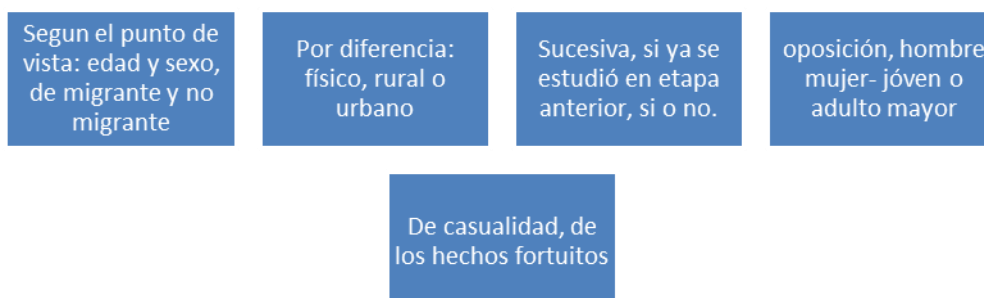 Segun el punto de
vista: edad y sexo,
de migrante y no
migrante
Por diferencia:
físico, rural o
urbano
Sucesiva, si ya se
estudió en etapa
anterior, si o no.
oposición, hombre
mujer- jóven o
adulto mayor
De casualidad, de
los hechos fortuitos